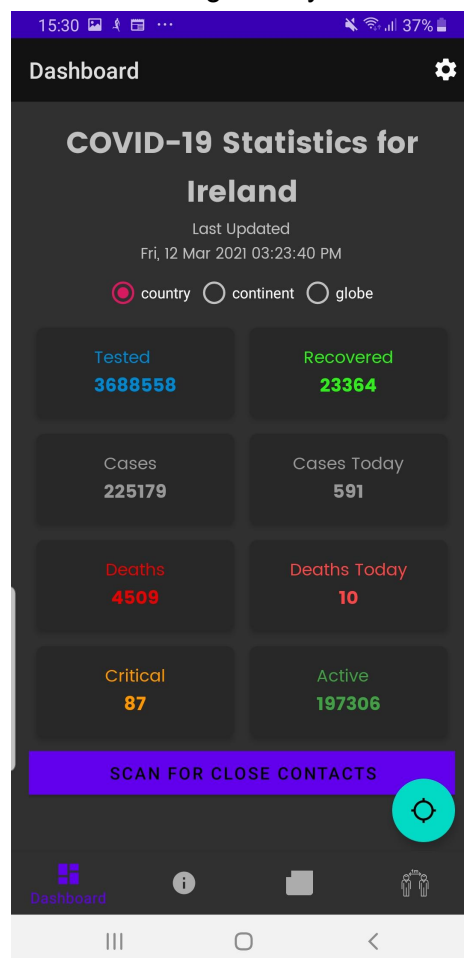 15:30 37%
Dashboard
COVID-19 Statistics for
Ireland
Last Updated
Fri, 12 Mar 2021 03:23:40 PM
country continent globe
Tested Recovered
3688558 23364
Cases Cases Today
225179 591
Deaths Deaths Today
4509 10
Critical Active
87 197306
SCAN FOR CLOSE CONTACTS
Dashboard